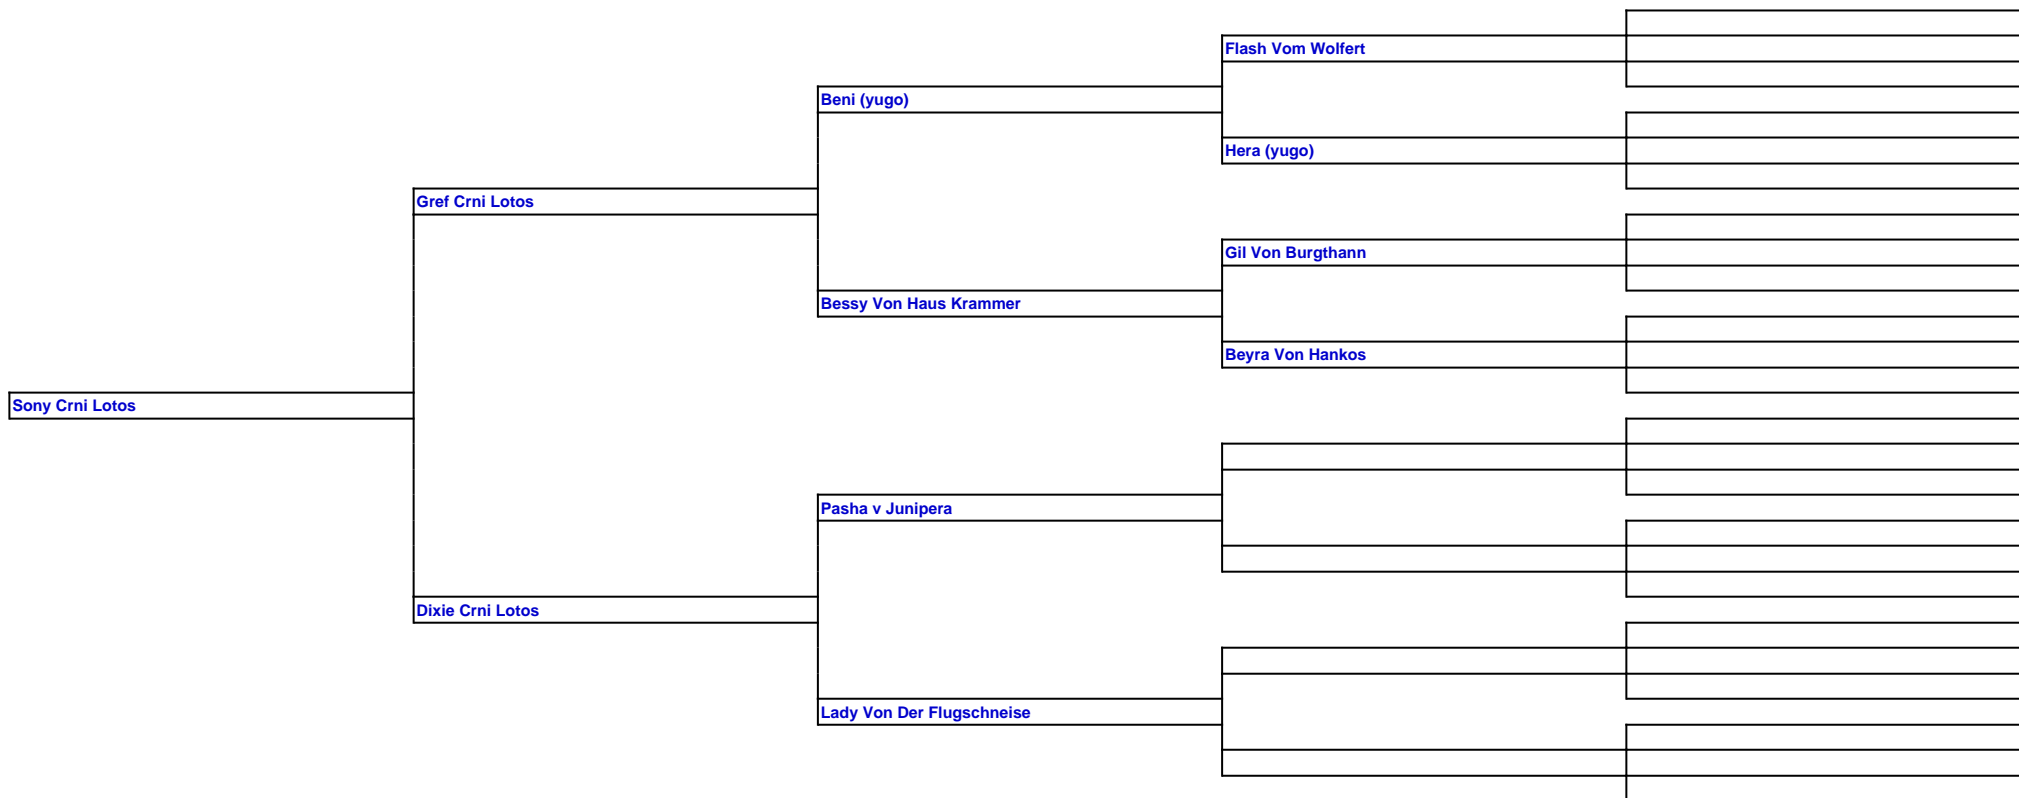 Flash Vom Wolfert
Beni (yugo)
Hera (yugo)
Gref Crni Lotos
Gil Von Burgthann
Bessy Von Haus Krammer
Beyra Von Hankos
Sony Crni Lotos
Pasha v Junipera
Dixie Crni Lotos
Lady Von Der Flugschneise